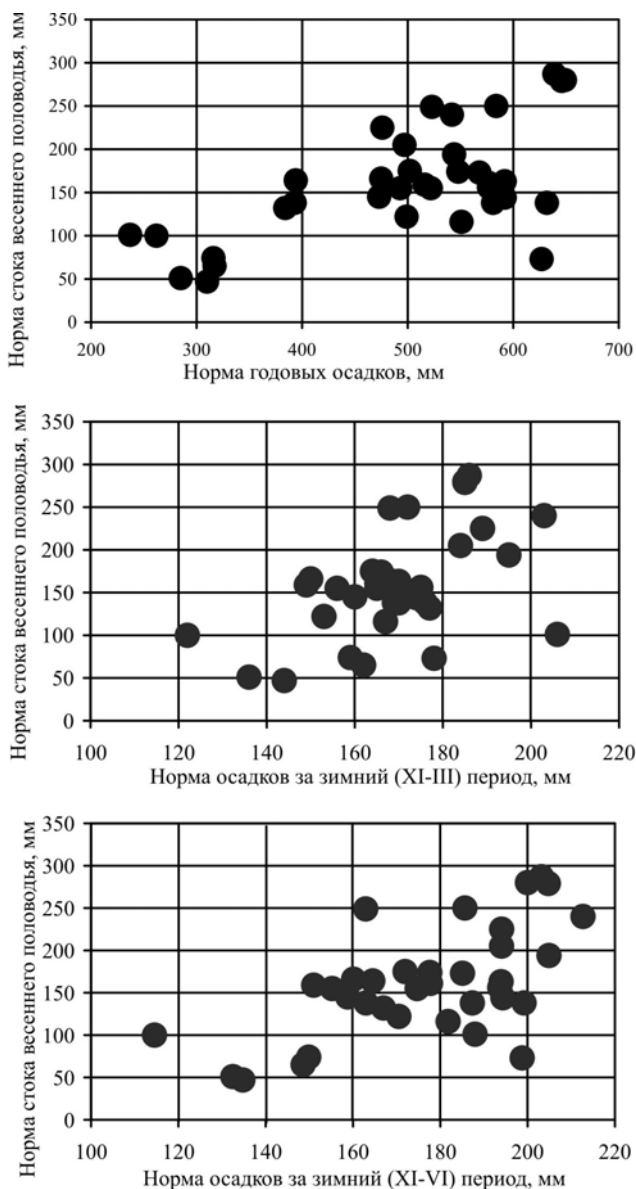 Норма стока весеннего половодья, мм
350
300
250
200
150
100
50
0
200 300 400 500 600 700
Норма годовых осадков, мм
Норма стока весеннего половодья, мм
350
300
250
200
150
100
50
0
100 120 140 160 180 200 220
Норма осадков за зимний (XI-III) период, мм
Норма стока весеннего половодья, мм
350
300
250
200
150
100
50
0
100 120 140 160 180 200 220
Норма осадков за зимний (XI-VI) период, мм